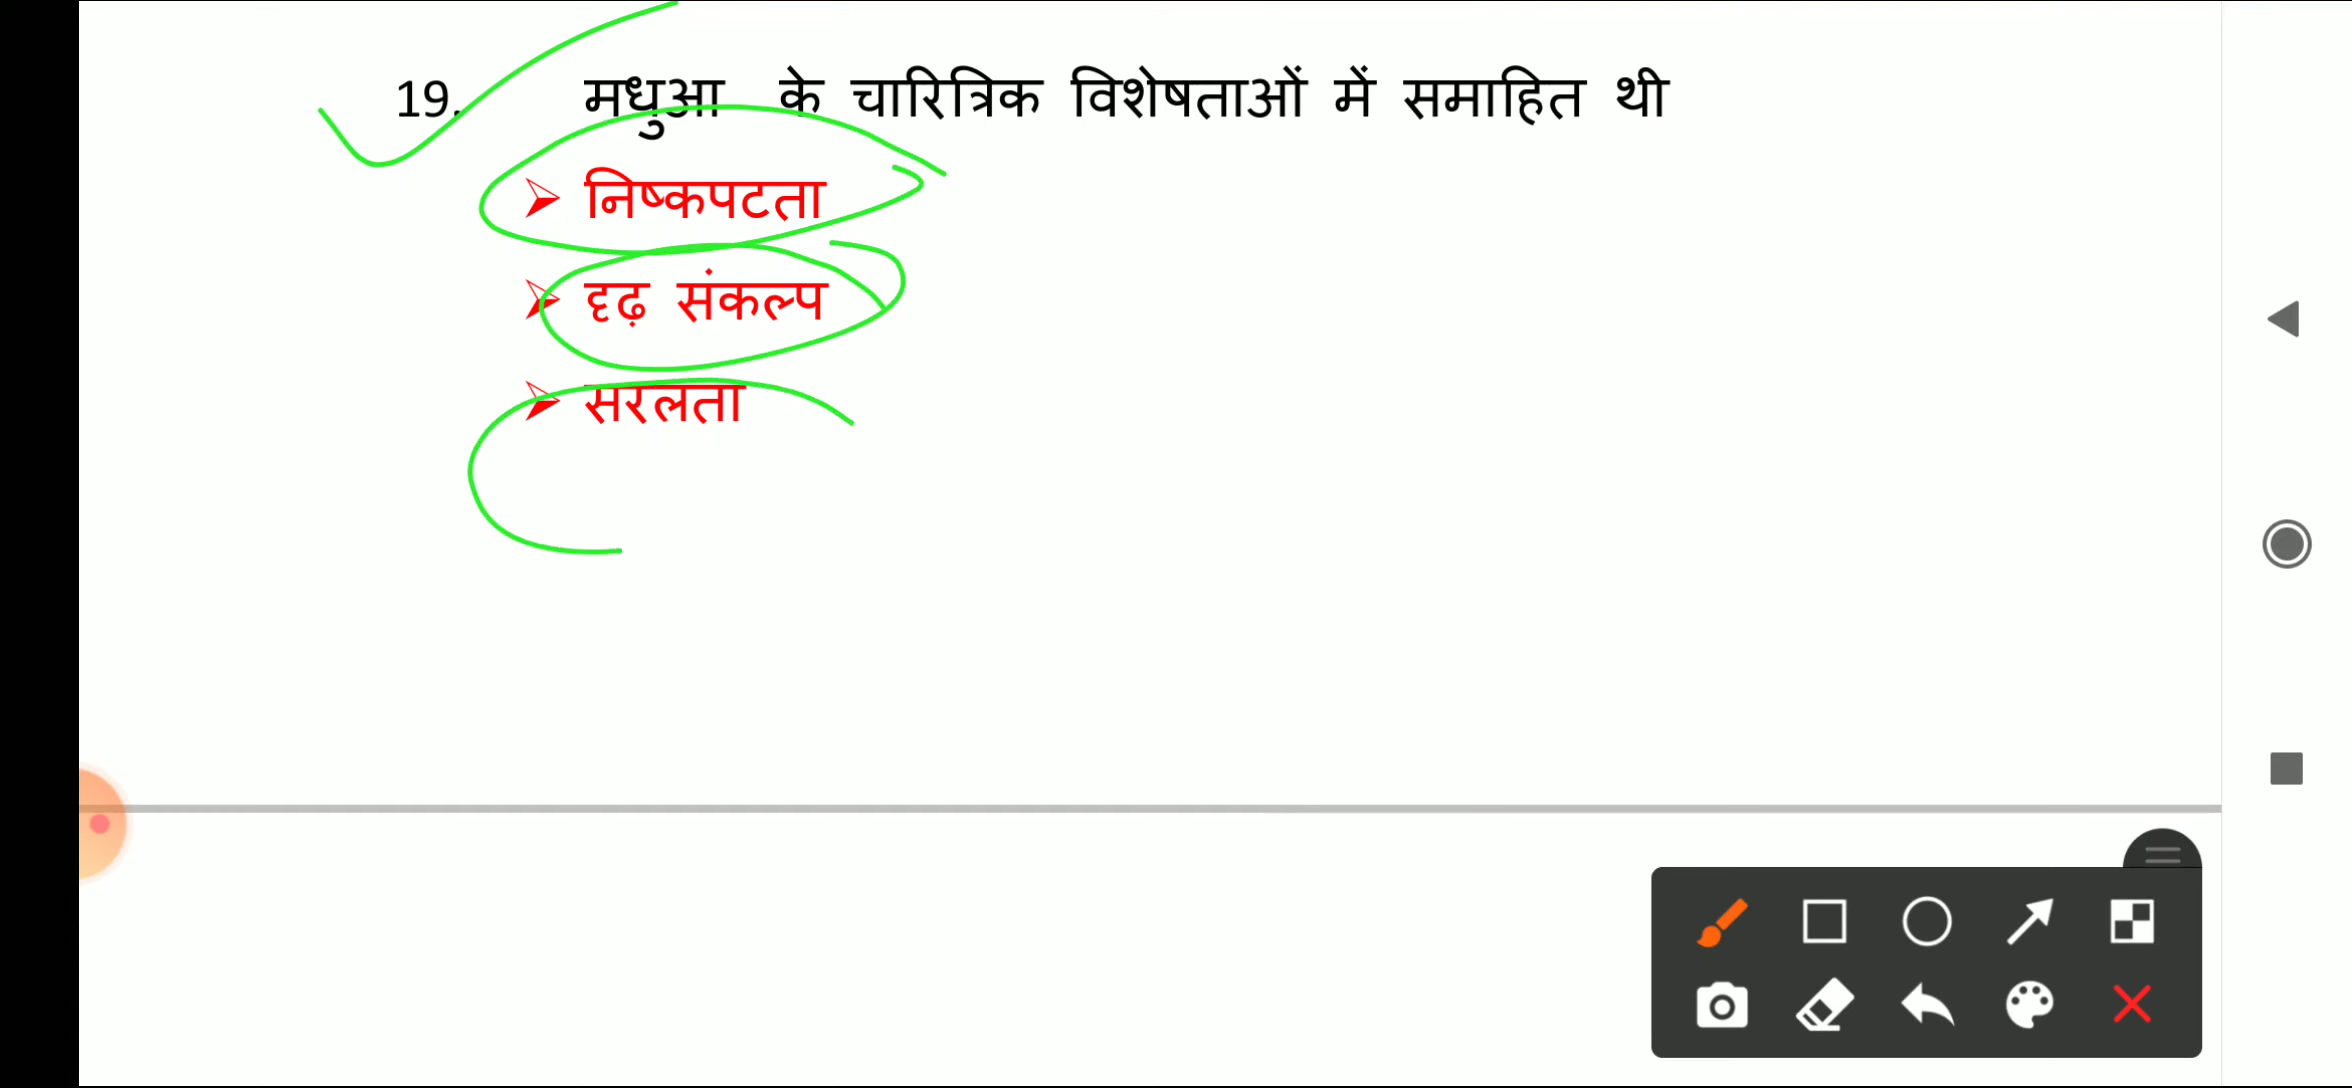 19. मधुआ के चारित्रिक विशेषताओं में समाहित थी
➢ निष्कपटता
➢ दृढ़ संकल्प
➢ सरलता